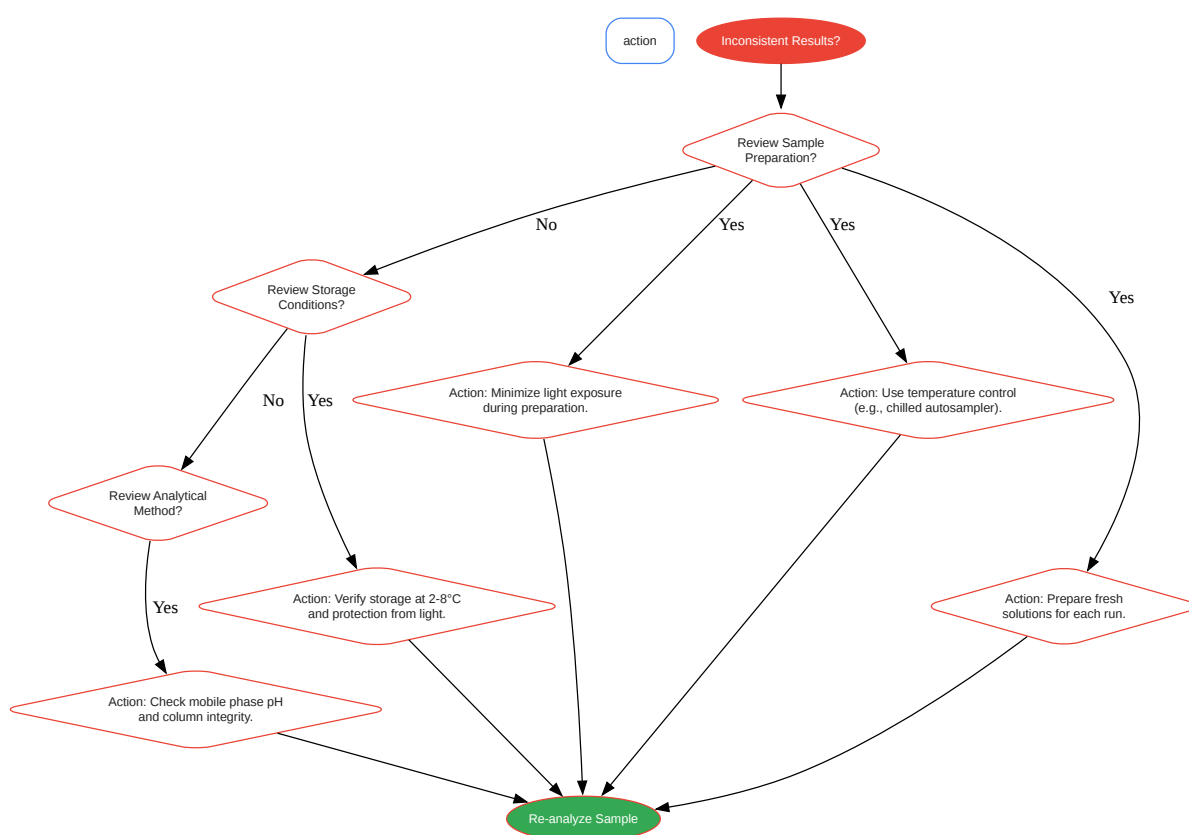 action
Inconsistent Results?
Review Sample
Preparation?
No
Yes
Yes
Yes
Review Storage
Conditions?
Action: Minimize light exposure
during preparation.
Action: Use temperature control
(e.g., chilled autosampler).
No
Yes
Review Analytical
Method?
Action: Verify storage at 2-8°C
and protection from light.
Action: Prepare fresh
solutions for each run.
Yes
Action: Check mobile phase pH
and column integrity.
Re-analyze Sample